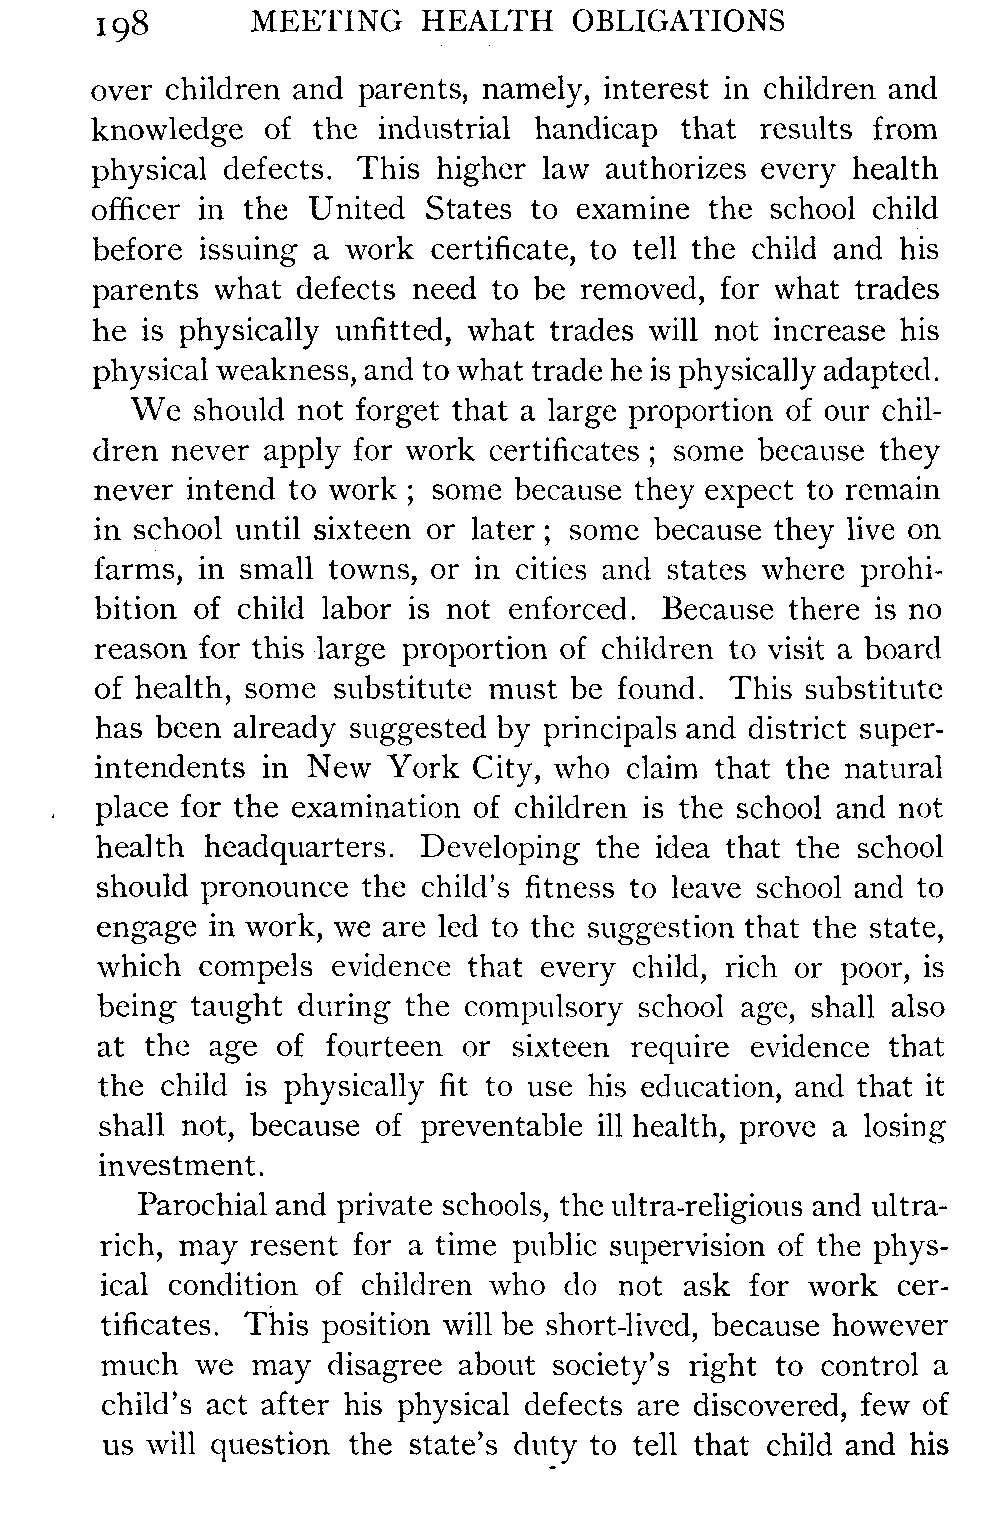 198 MEETING HEALTH OBLIGATIONS
over children and parents, namely, interest in children and
knowledge of the industrial handicap that results from
physical defects. This higher law authorizes every health
officer in the United States to examine the school child
before issuing a work certificate, to tell the child and his
parents what defects need to be removed, for what trades
he is physically unfitted, what trades will not increase his
physical weakness, and to what trade he is physically adapted.
We should not forget that a large proportion of our chil-
dren never apply for work certificates ; some because they
never intend to work ; some because they expect to remain
in school until sixteen or later ; some because they live on
farms, in small towns, or in cities and states where prohi-
bition of child labor is not enforced. Because there is no
reason for this large proportion of children to visit a board
of health, some substitute must be found. This substitute
has been already suggested by principals and district super-
intendents in New York City, who claim that the natural
place for the examination of children is the school and not
health headquarters. Developing the idea that the school
should pronounce the child's fitness to leave school and to
engage in work, we are led to the suggestion that the state,
which compels evidence that every child, rich or poor, is
being taught during the compulsory school age, shall also
at the age of fourteen or sixteen require evidence that
the child is physically fit to use his education, and that it
shall not, because of preventable ill health, prove a losing
investment.
Parochial and private schools, the ultra-religious and ultra-
rich, may resent for a time public supervision of the phys-
ical condition of children who do not ask for work cer-
tificates. This position will be short-lived, because however
much we may disagree about society's right to control a
child's act after his physical defects are discovered, few of
us will question the state's duty to tell that child and his